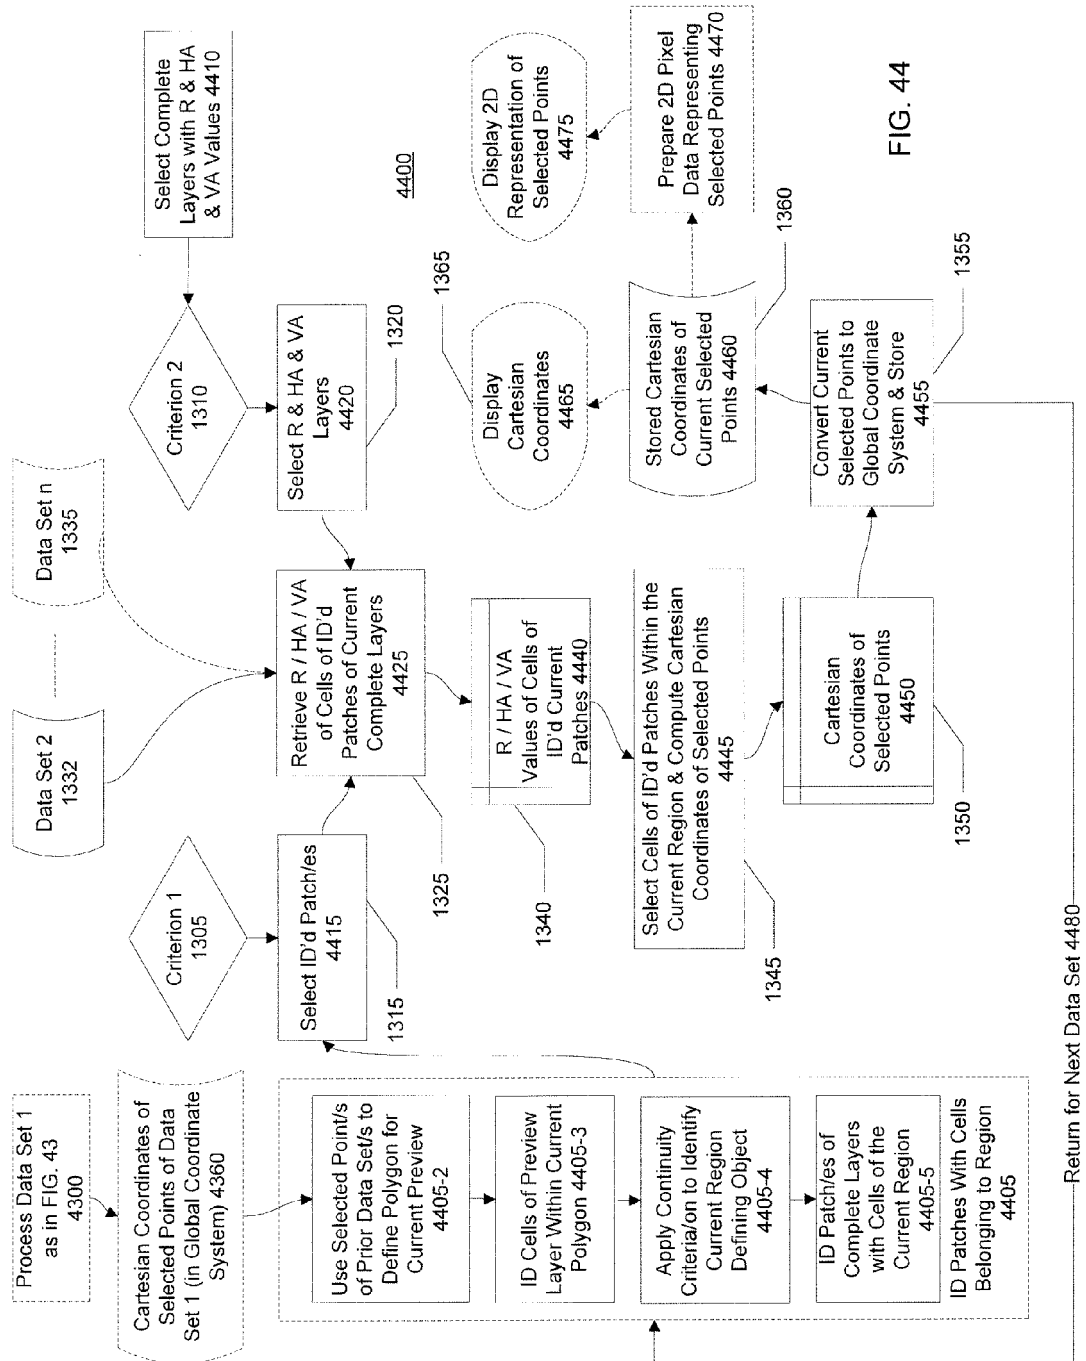 Process Data Set 1
as in FIG. 43
4300
Cartesian Coordinates of
Selected Points of Data
Set 1 (in Global Coordinate
System) 4360
Use Selected Point/s
of Prior Data Set/s to
Define Polygon for
Current Preview
4405-2
ID Cells of Preview
Layer Within Current
Polygon 4405-3
Apply Continuity
Criteria/on to Identify
Current Region
Defining Object
4405-4
ID Patch/es of
Complete Layers
with Cells of the
Current Region
4405-5
ID Patches With Cells
Belonging to Region
4405
Criterion 1
1305
Select ID'd Patch/es
4415
1315
Data Set 2
1332
Data Set n
1335
Criterion 2
1310
Select Complete
Layers with R & HA
& VA Values 4410
Select R & HA & VA
Layers
4420
1320
Retrieve R / HA / VA
of Cells of ID'd
Patches of Current
Complete Layers
4425
1325
R / HA / VA
Values of Cells of
ID'd Current
Patches 4440
1340
Select Cells of ID'd Patches Within the
Current Region & Compute Cartesian
Coordinates of Selected Points
4445
1345
Cartesian
Coordinates of
Selected Points
4450
1350
Convert Current
Selected Points to
Global Coordinate
System & Store
4455
1355
Stored Cartesian
Coordinates of
Current Selected
Points 4460
1360
Display
Cartesian
Coordinates
4465
1365
Prepare 2D Pixel
Data Representing
Selected Points 4470
Display 2D
Representation of
Selected Points
4475
4400
Return for Next Data Set 4480
FIG. 44